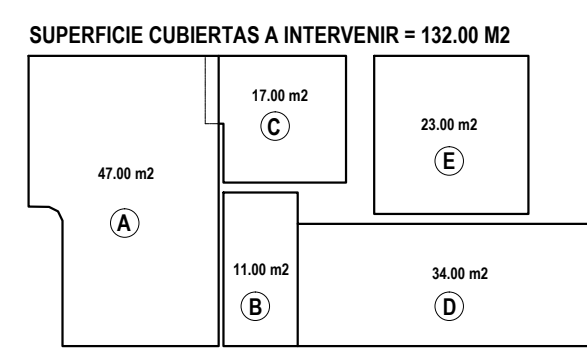 SUPERFICIE CUBIERTAS A INTERVENIR = 132.00 M2
17.00 m2
C
23.00 m2
E
47.00 m2
A
11.00 m2
B
34.00 m2
D